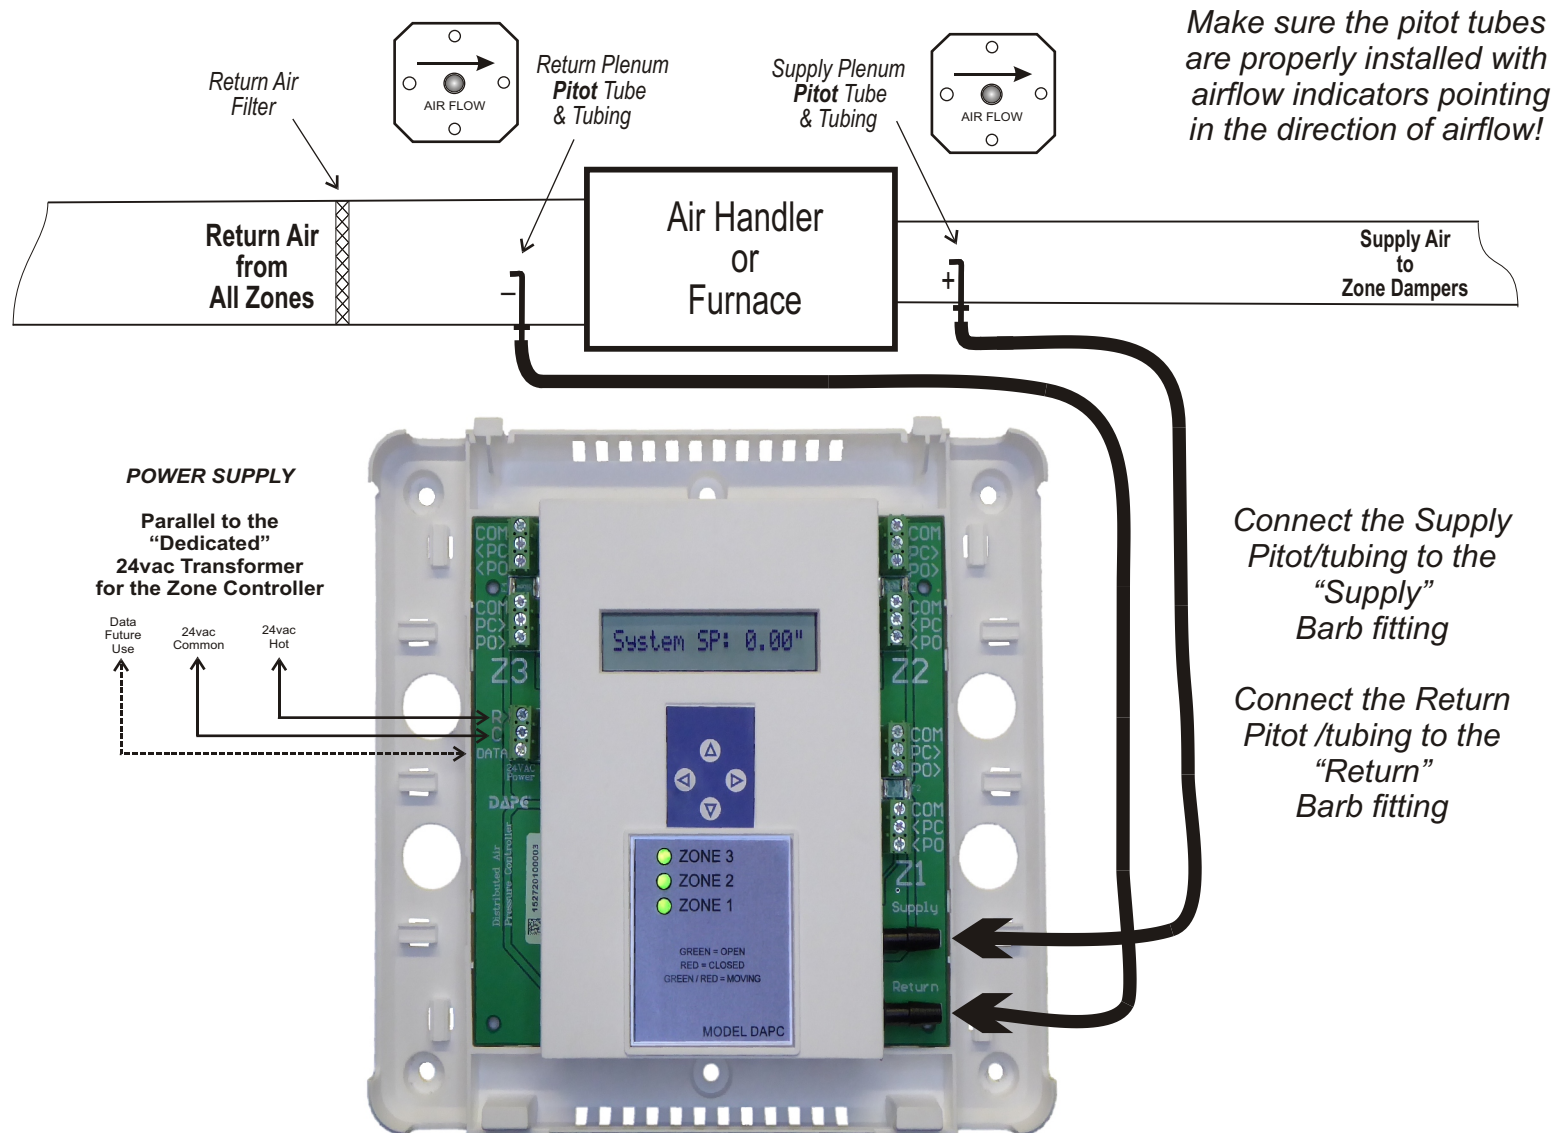 Make sure the pitot tubes
are properly installed with
airflow indicators pointing
in the direction of airflow!
Return Air
Filter
AIR FLOW
Return Plenum
Pitot Tube
& Tubing
Supply Plenum
Pitot Tube
& Tubing
AIR FLOW
Return Air
from
All Zones
–
Air Handler
or
Furnace
+
Supply Air
to
Zone Dampers
POWER SUPPLY
Parallel to the
“Dedicated”
24vac Transformer
for the Zone Controller
Data
Future
Use
24vac
Common
24vac
Hot
COM
<PC
<PO
COM
PC>
PO>
Z3
R
C
DATA
24VAC
Power
DAPC
Distributed Air
Pressure Controller
152720100003
System SP: 0.00"
ZONE 3
ZONE 2
ZONE 1
GREEN = OPEN
RED = CLOSED
GREEN / RED = MOVING
MODEL DAPC
COM
PC>
PO>
COM
<PC
<PO
Z2
COM
PC>
PO>
COM
<PC
<PO
Z1
Supply
Return
Connect the Supply
Pitot/tubing to the
“Supply”
Barb fitting
Connect the Return
Pitot /tubing to the
“Return”
Barb fitting